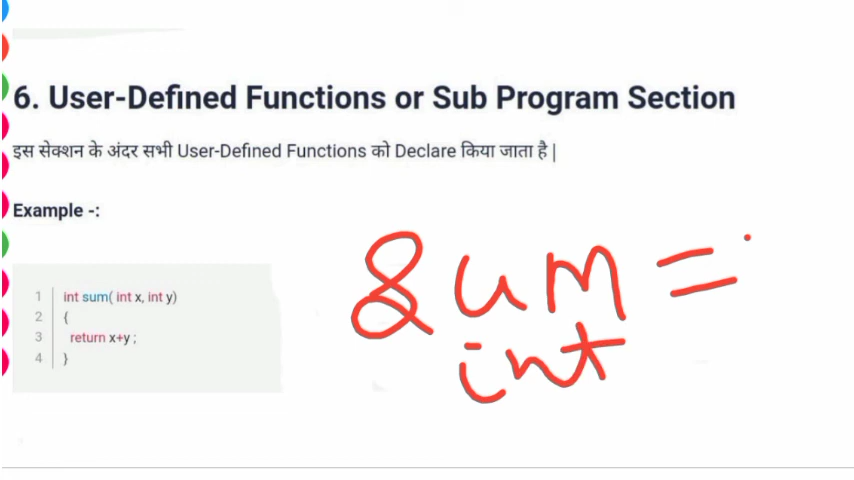 6. User-Defined Functions or Sub Program Section
इस सेक्शन के अंदर सभी User-Defined Functions को Declare किया जाता है |
Example -:
1 int sum( int x, int y)
2 {
3 return x+y ;
4 }
sum =
int